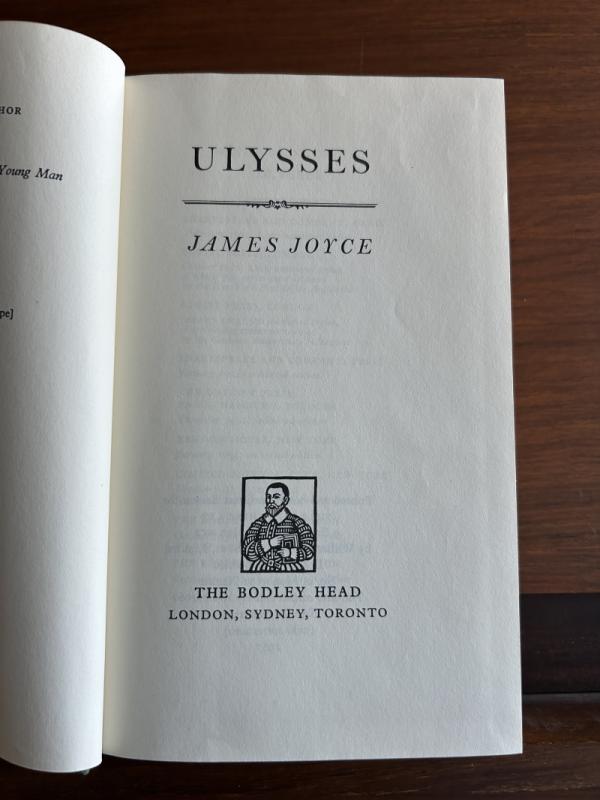 HOR
Young Man
pe]
ULYSSES
JAMES JOYCE
THE BODLEY HEAD
LONDON, SYDNEY, TORONTO